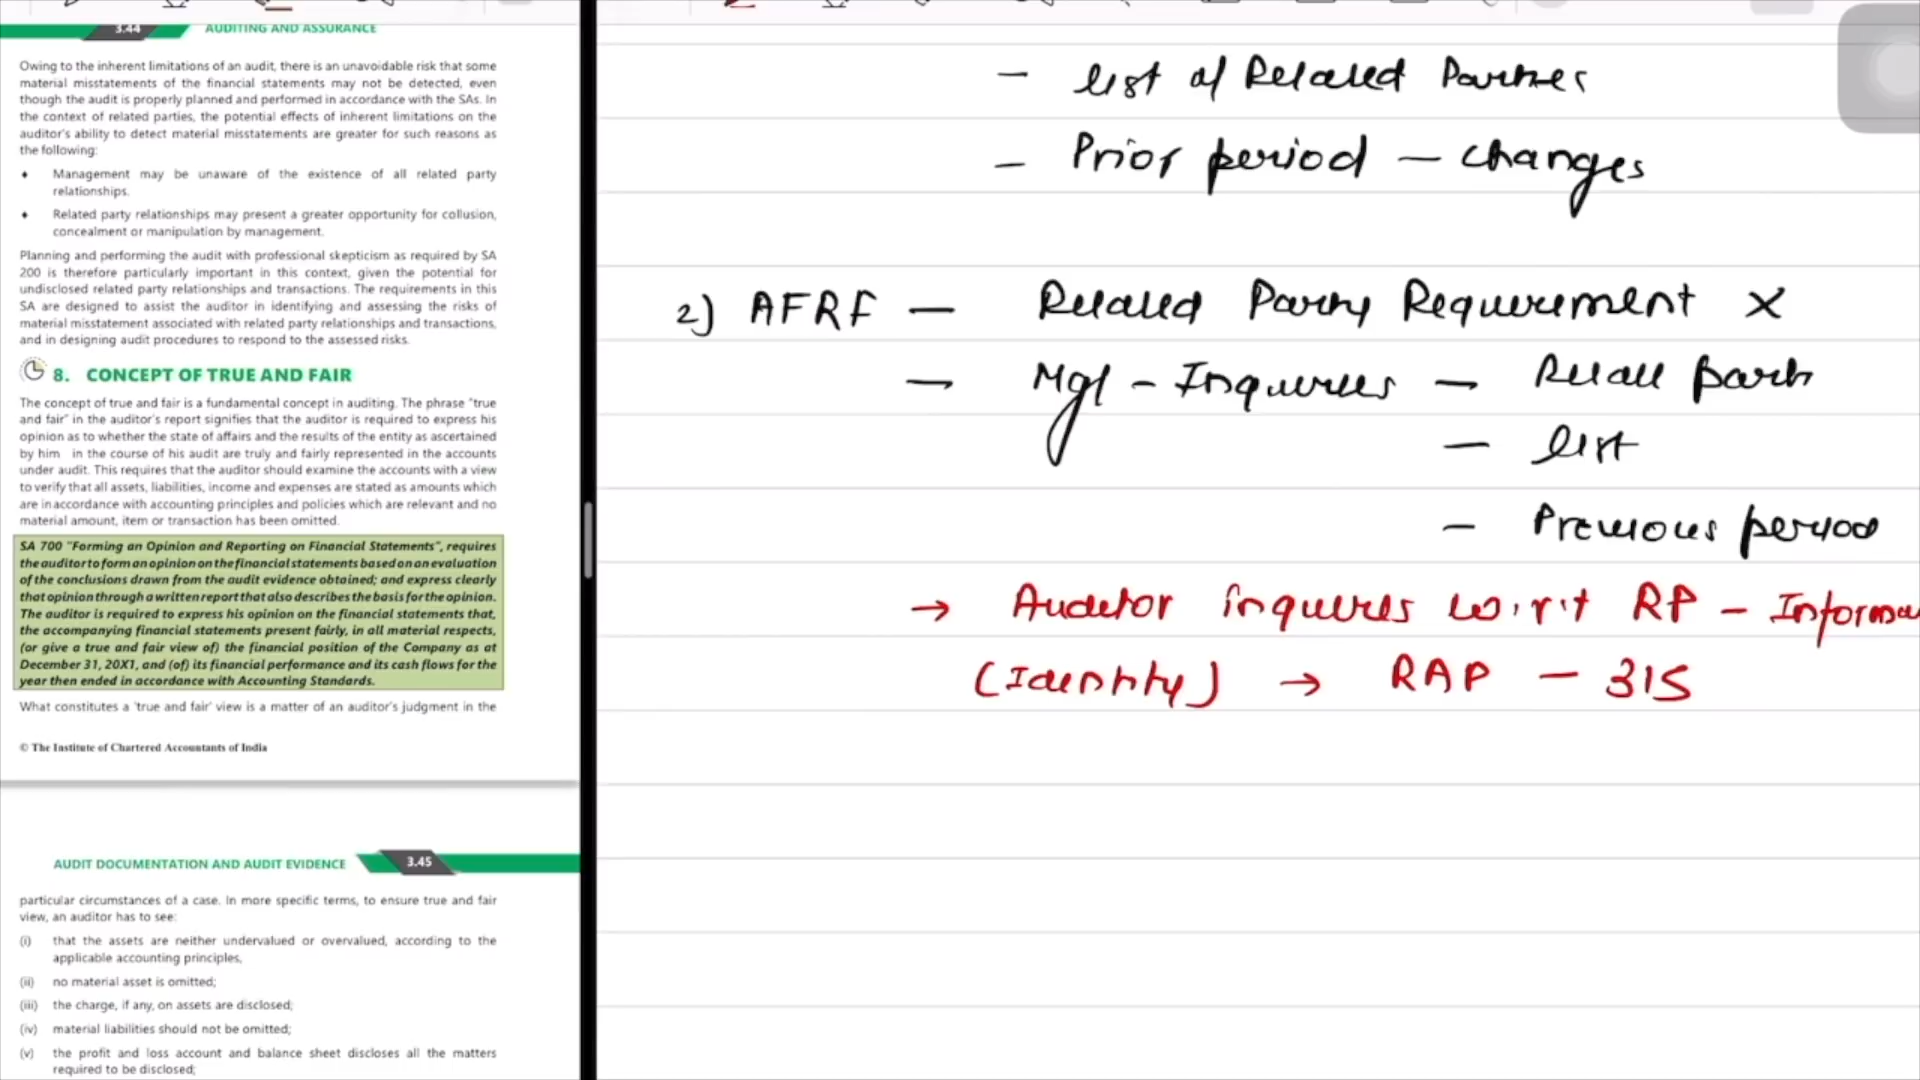 3.44 AUDITING AND ASSURANCE
Owing to the inherent limitations of an audit, there is an unavoidable risk that some
material misstatements of the financial statements may not be detected, even
though the audit is properly planned and performed in accordance with the SAs. In
the context of related parties, the potential effects of inherent limitations on the
auditor's ability to detect material misstatements are greater for such reasons as
the following:
♦ Management may be unaware of the existence of all related party
relationships.
♦ Related party relationships may present a greater opportunity for collusion,
concealment or manipulation by management.
Planning and performing the audit with professional skepticism as required by SA
200 is therefore particularly important in this context, given the potential for
undisclosed related party relationships and transactions. The requirements in this
SA are designed to assist the auditor in identifying and assessing the risks of
material misstatement associated with related party relationships and transactions,
and in designing audit procedures to respond to the assessed risks.
8. CONCEPT OF TRUE AND FAIR
The concept of true and fair is a fundamental concept in auditing. The phrase "true
and fair" in the auditor's report signifies that the auditor is required to express his
opinion as to whether the state of affairs and the results of the entity as ascertained
by him in the course of his audit are truly and fairly represented in the accounts
under audit. This requires that the auditor should examine the accounts with a view
to verify that all assets, liabilities, income and expenses are stated as amounts which
are inaccordance with accounting principles and policies which are relevant and no
material amount, item or transaction has been omitted.
SA 700 "Forming an Opinion and Reporting on Financial Statements", requires
the auditor to form an opinion on the financial statements based on an evaluation
of the conclusions drawn from the audit evidence obtained; and express clearly
that opinion through a written report that also describes the basis for the opinion.
The auditor is required to express his opinion on the financial statements that,
the accompanying financial statements present fairly, in all material respects,
(or give a true and fair view of) the financial position of the Company as at
December 31, 20X1, and (of) its financial performance and its cash flows for the
year then ended in accordance with Accounting Standards.
What constitutes a 'true and fair' view is a matter of an auditor's judgment in the
© The Institute of Chartered Accountants of India
AUDIT DOCUMENTATION AND AUDIT EVIDENCE 3.45
particular circumstances of a case. In more specific terms, to ensure true and fair
view, an auditor has to see:
(i) that the assets are neither undervalued or overvalued, according to the
applicable accounting principles,
(ii) no material asset is omitted;
(iii) the charge, if any, on assets are disclosed;
(iv) material liabilities should not be omitted;
(v) the profit and loss account and balance sheet discloses all the matters
required to be disclosed;
- list of Related Parties
- Prior period - changes
2) AFRF - Related Party Requirement X
- Mgt - Inquires -
- list
- Previous period
→ Auditor inquires w.r.t RP - Informa
(Identity) → RAP - 315